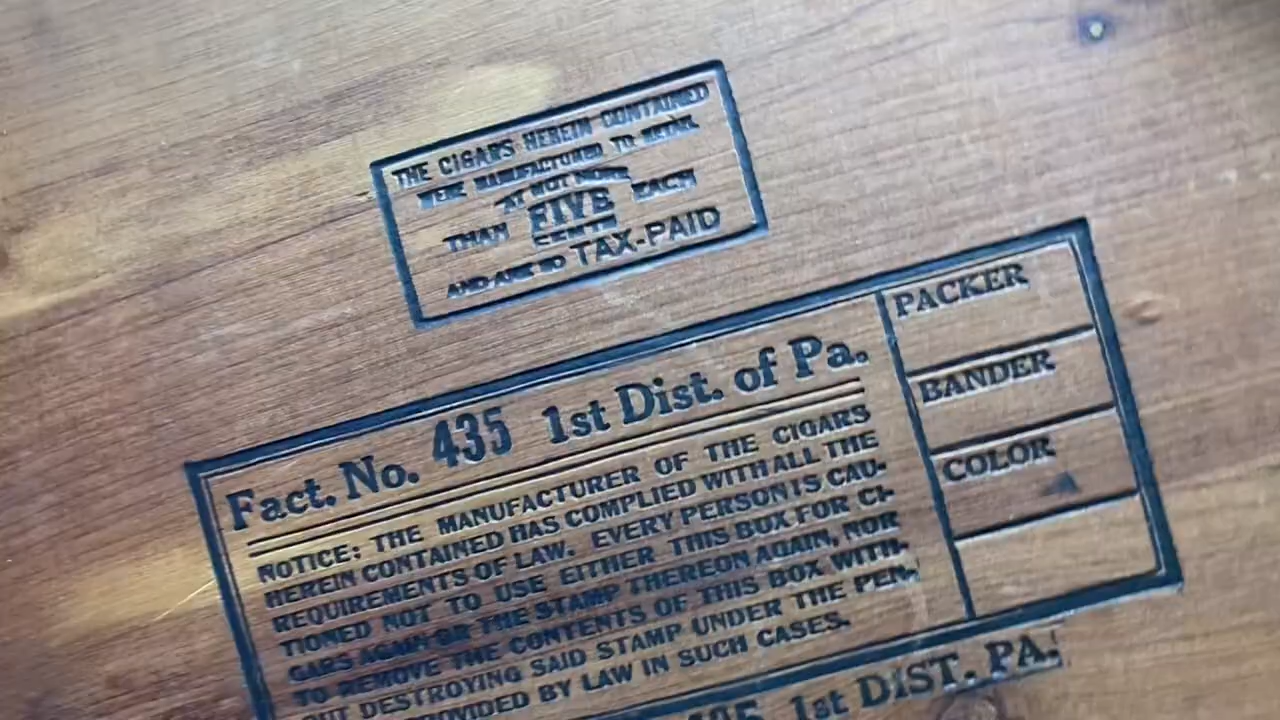 THE CIGARS HEREIN CONTAINED
WERE MANUFACTURED TO RETAIL
AT NOT MORE
THAN FIVE EACH
CENTS
AND ARE SO TAX-PAID
Fact. No. 435 1st Dist. of Pa.
NOTICE: THE MANUFACTURER OF THE CIGARS
HEREIN CONTAINED HAS COMPLIED WITH ALL THE
REQUIREMENTS OF LAW. EVERY PERSON IS CAU-
TIONED NOT TO USE EITHER THIS BOX FOR CI-
GARS AGAIN OR THE STAMP THEREON AGAIN, NOR
TO REMOVE THE CONTENTS OF THIS BOX WITH-
OUT DESTROYING SAID STAMP UNDER THE PEN-
PROVIDED BY LAW IN SUCH CASES.
PACKER
BANDER
COLOR
1st DIST. PA.